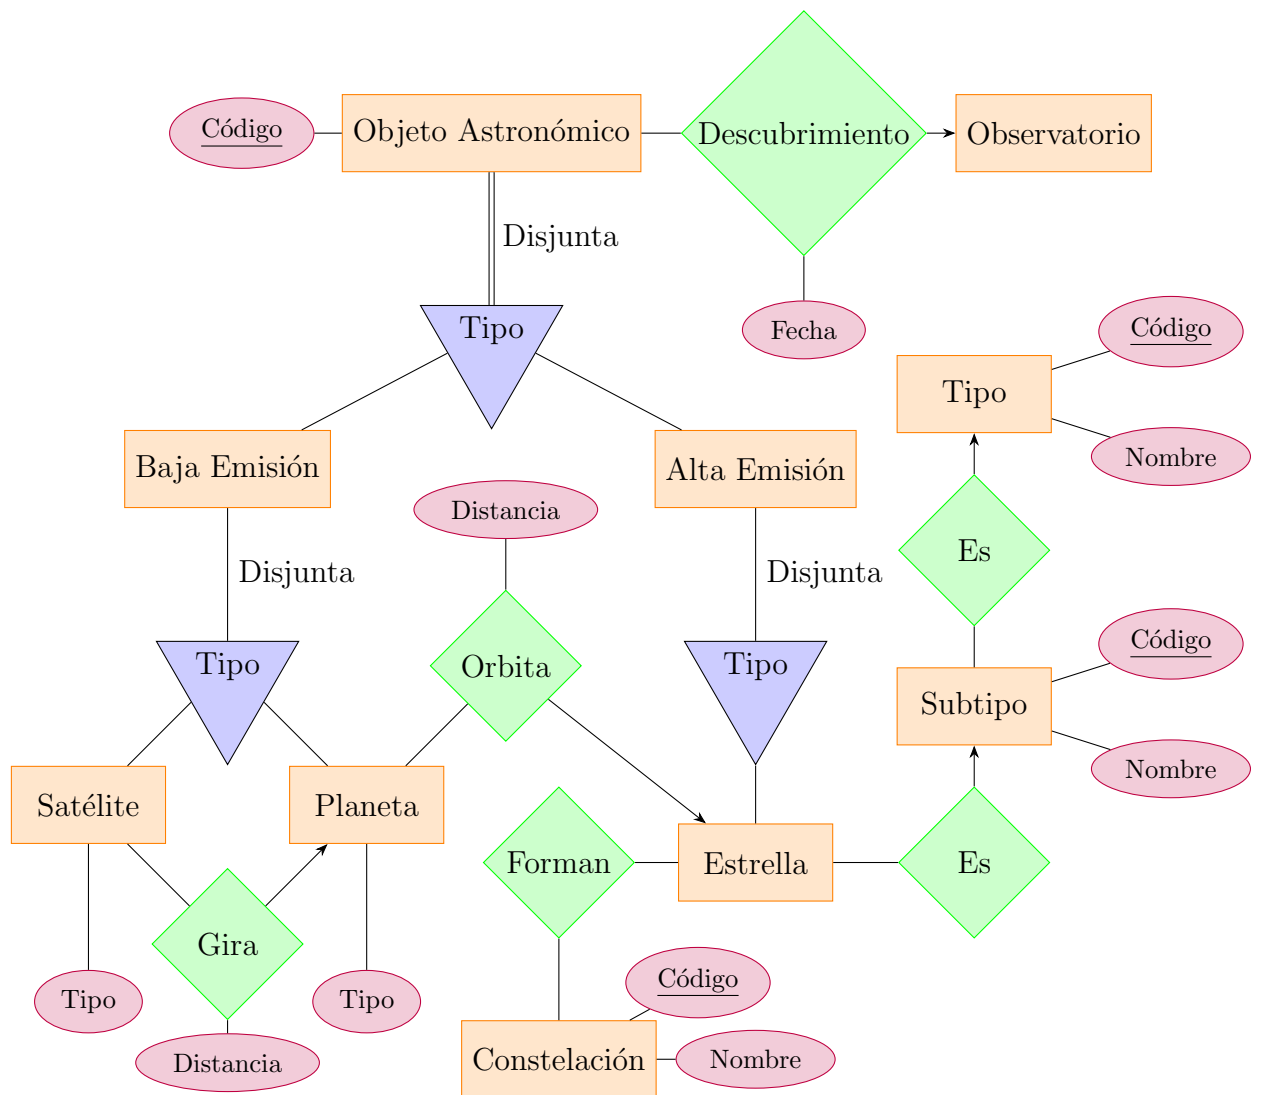 Código
Objeto Astronómico
Descubrimiento
Observatorio
Disjunta
Tipo
Fecha
Código
Tipo
Nombre
Baja Emisión
Alta Emisión
Distancia
Es
Disjunta
Disjunta
Tipo
Orbita
Tipo
Código
Subtipo
Nombre
Satélite
Planeta
Forman
Estrella
Es
Gira
Código
Tipo
Tipo
Distancia
Constelación
Nombre